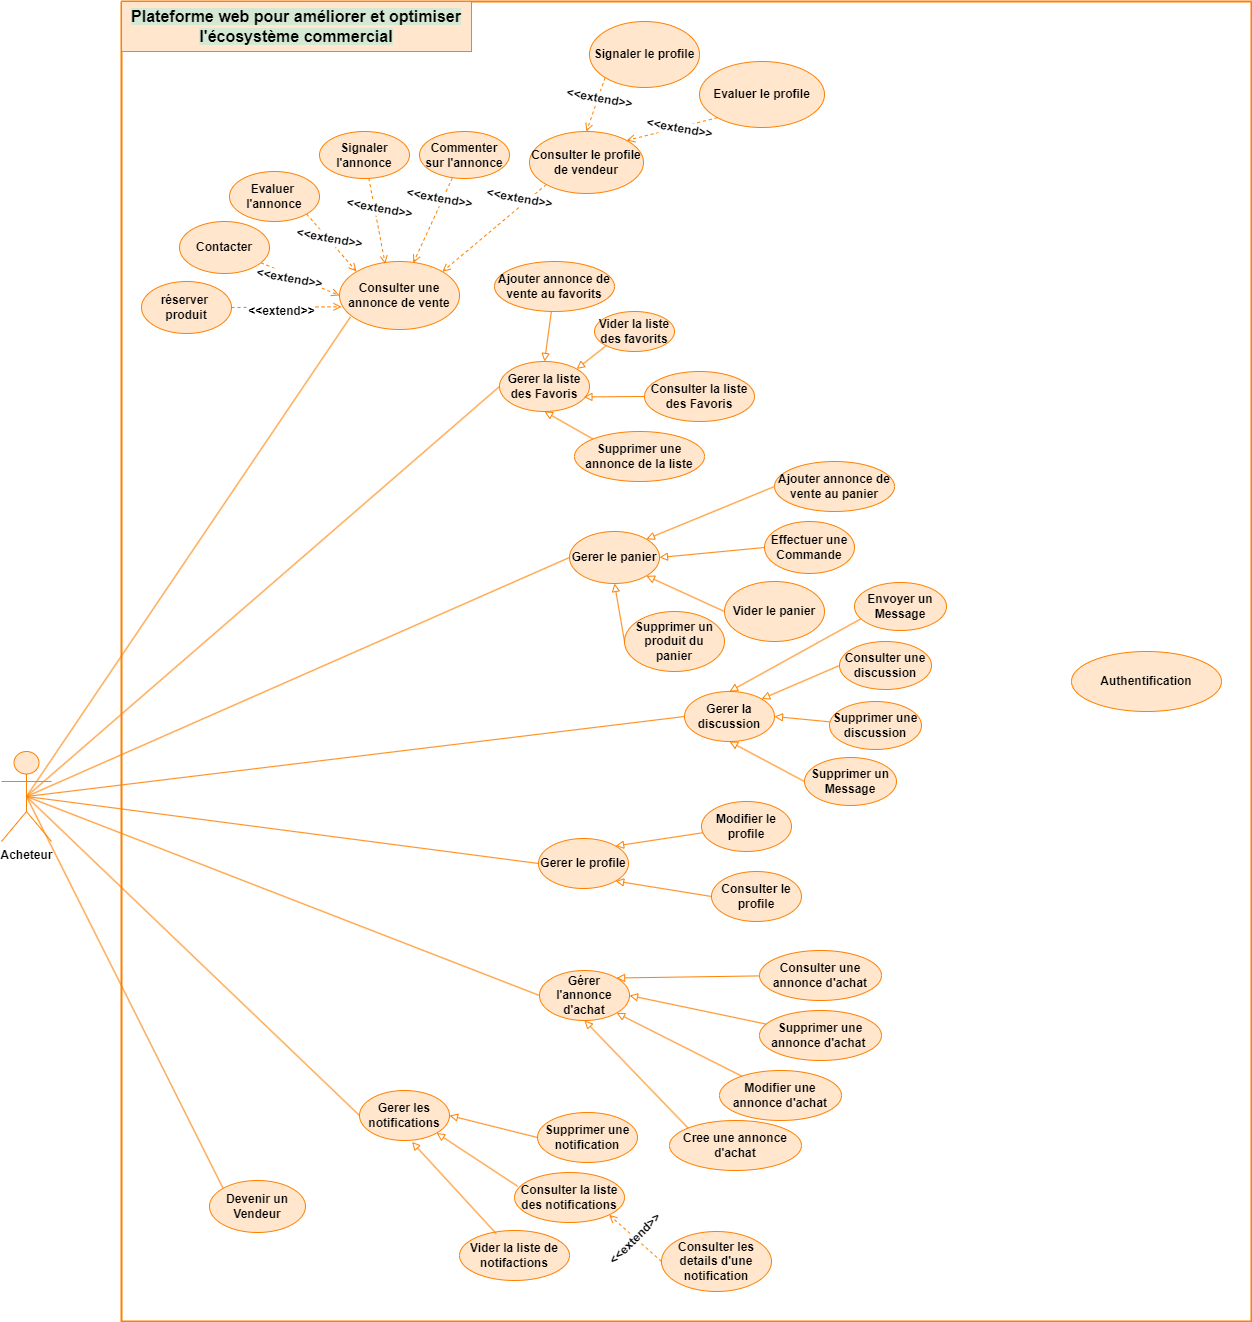 Plateforme web pour améliorer et optimiser
l'écosystème commercial
Signaler le profile
Evaluer le profile
<<extend>>
<<extend>>
Consulter le profile
de vendeur
Signaler
l'annonce
Commenter
sur l'annonce
Evaluer
l'annonce
<<extend>>
<<extend>>
<<extend>>
Contacter
<<extend>>
<<extend>>
réserver
produit
<<extend>>
Consulter une
annonce de vente
Ajouter annonce de
vente au favorits
Vider la liste
des favorits
Gerer la liste
des Favoris
Consulter la liste
des Favoris
Supprimer une
annonce de la liste
Ajouter annonce de
vente au panier
Effectuer une
Commande
Gerer le panier
Vider le panier
Supprimer un
produit du
panier
Envoyer un
Message
Consulter une
discussion
Authentification
Gerer la
discussion
Supprimer une
discussion
Supprimer un
Message
Acheteur
Modifier le
profile
Gerer le profile
Consulter le
profile
Consulter une
annonce d'achat
Gérer
l'annonce
d'achat
Supprimer une
annonce d'achat
Modifier une
annonce d'achat
Cree une annonce
d'achat
Gerer les
notifications
Supprimer une
notification
Consulter la liste
des notifications
Devenir un
Vendeur
<<extend>>
Vider la liste de
notifactions
Consulter les
details d'une
notification